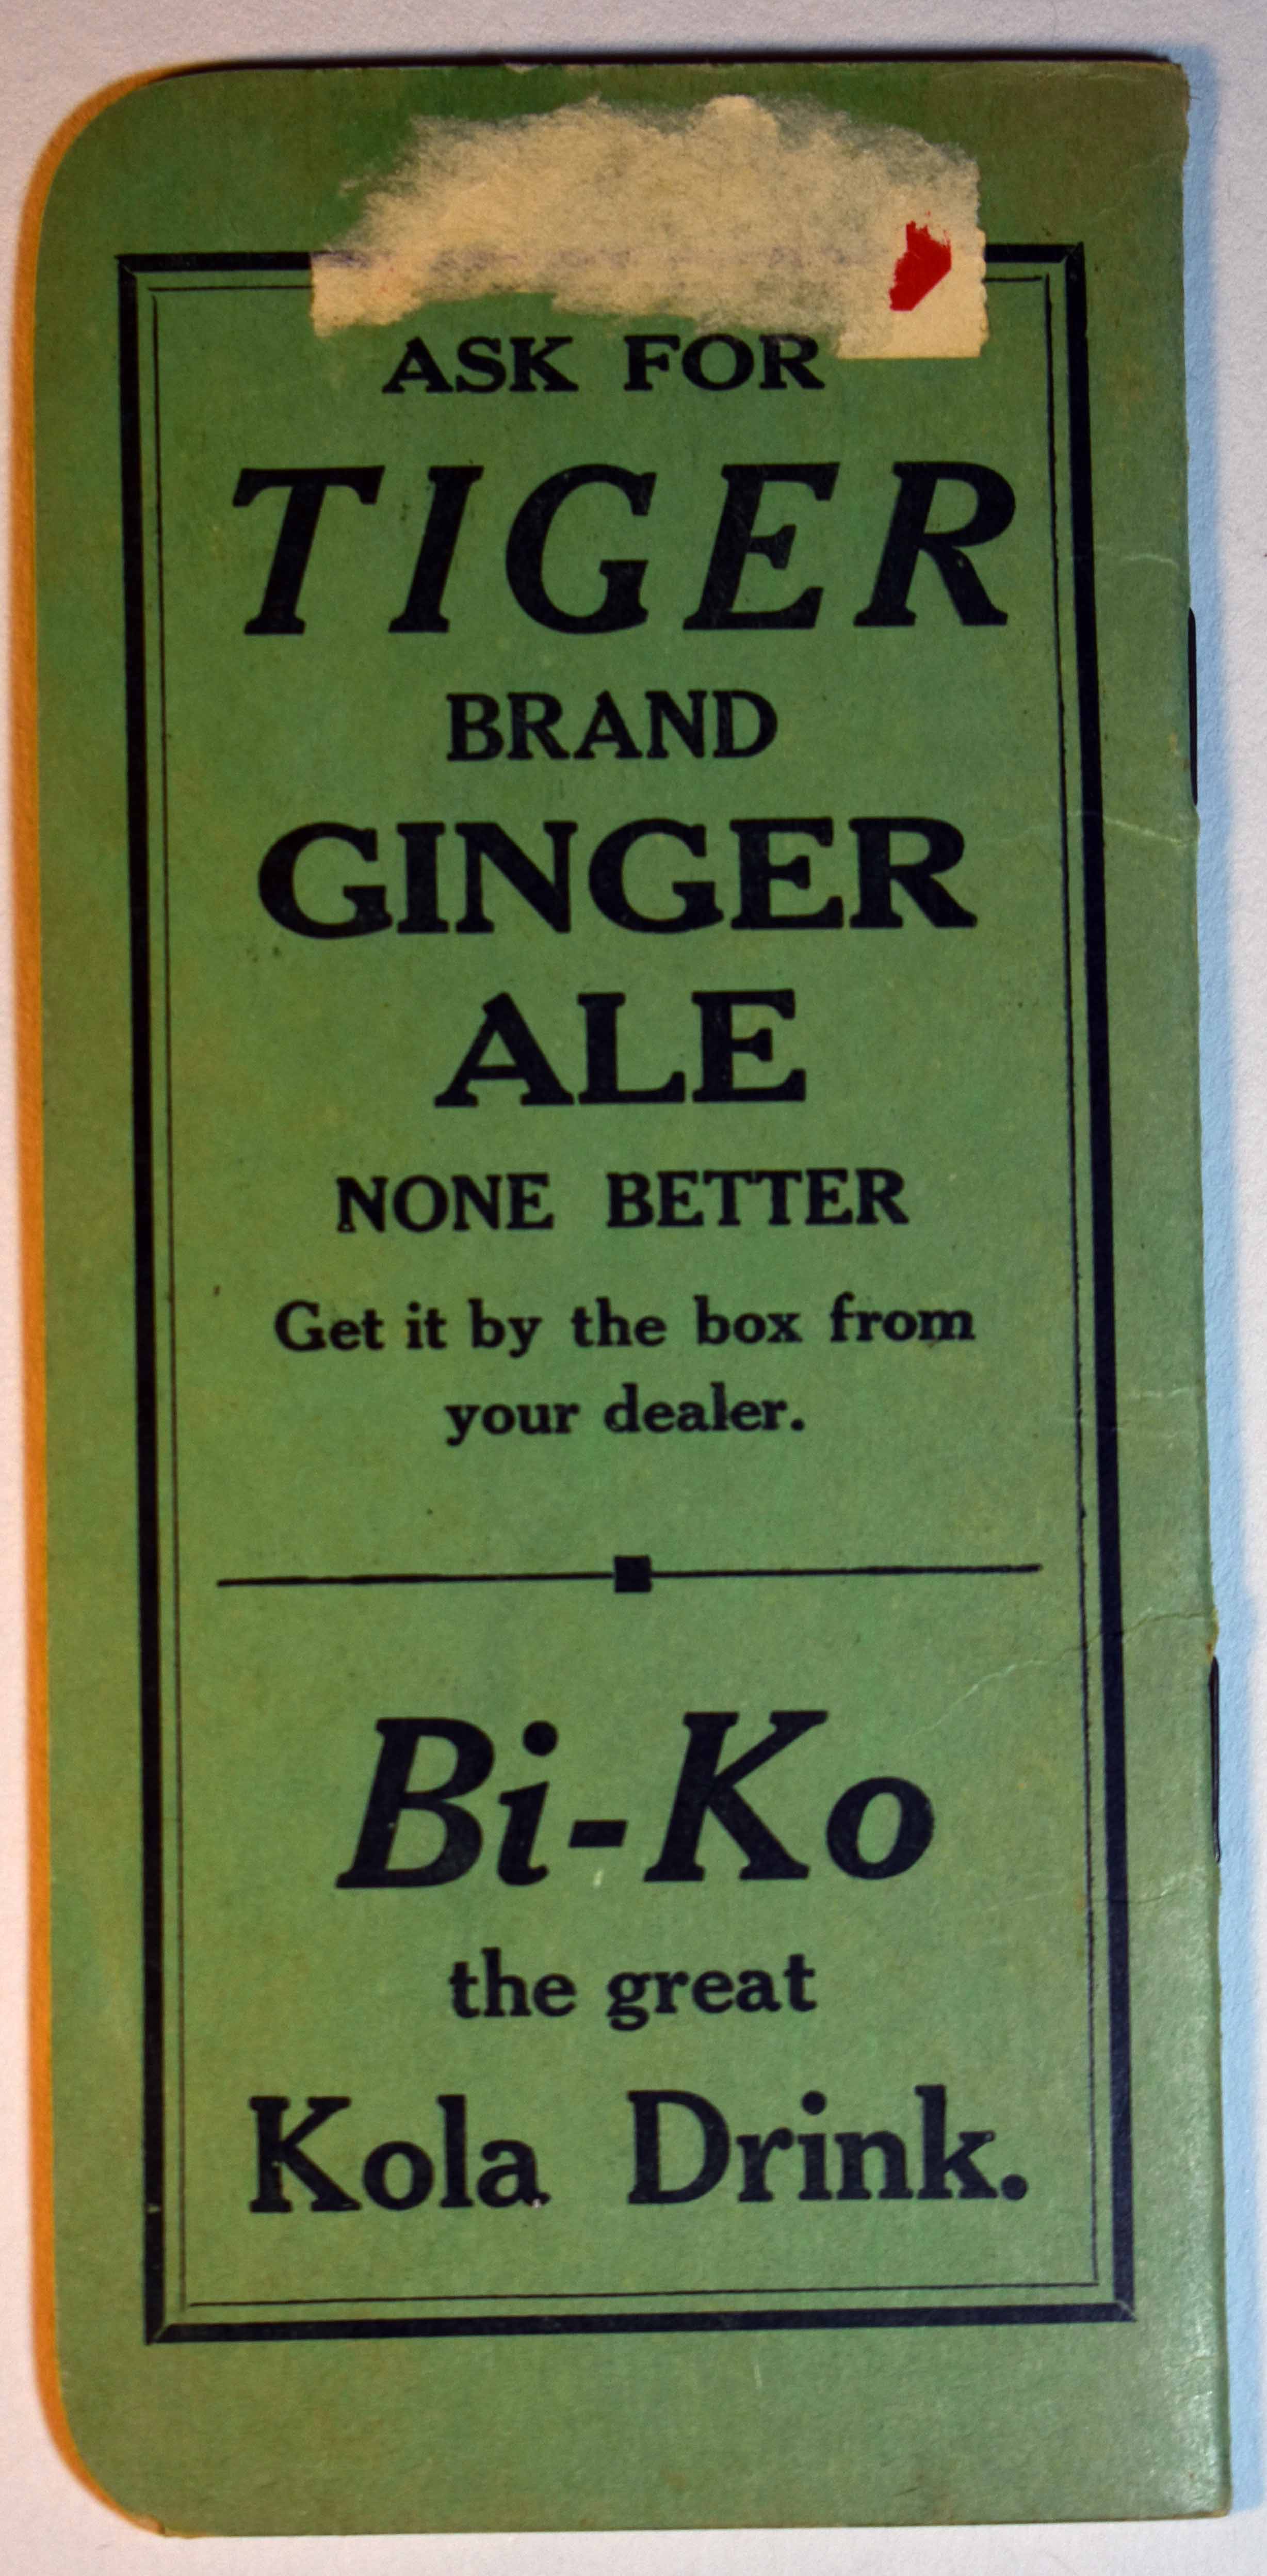 ASK FOR
TIGER
BRAND
GINGER
ALE
NONE BETTER
Get it by the box from
your dealer.
Bi-Ko
the great
Kola Drink.